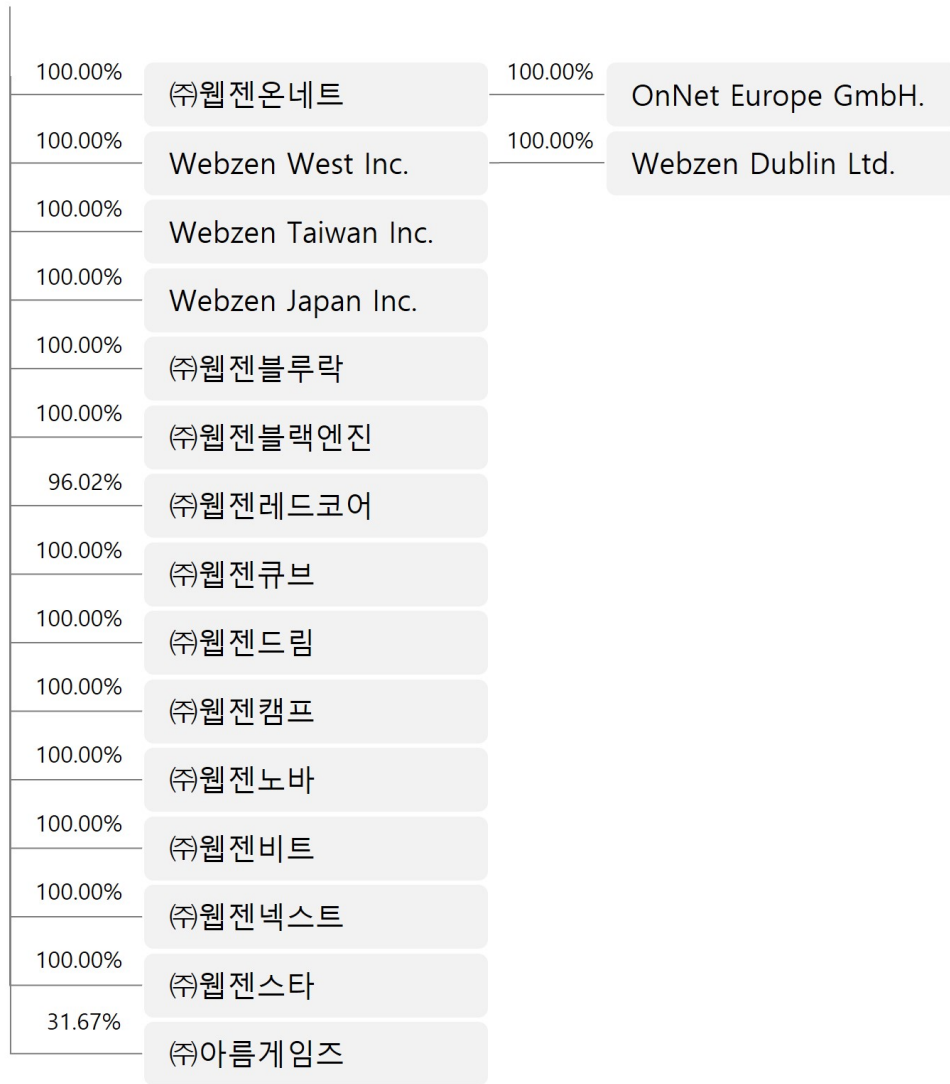 100.00% ㈜웹젠온네트 100.00% OnNet Europe GmbH.
100.00% Webzen West Inc. 100.00% Webzen Dublin Ltd.
100.00% Webzen Taiwan Inc.
100.00% Webzen Japan Inc.
100.00% ㈜웹젠블루락
100.00% ㈜웹젠블랙엔진
96.02% ㈜웹젠레드코어
100.00% ㈜웹젠큐브
100.00% ㈜웹젠드림
100.00% ㈜웹젠캠프
100.00% ㈜웹젠노바
100.00% ㈜웹젠비트
100.00% ㈜웹젠넥스트
100.00% ㈜웹젠스타
31.67% ㈜아름게임즈